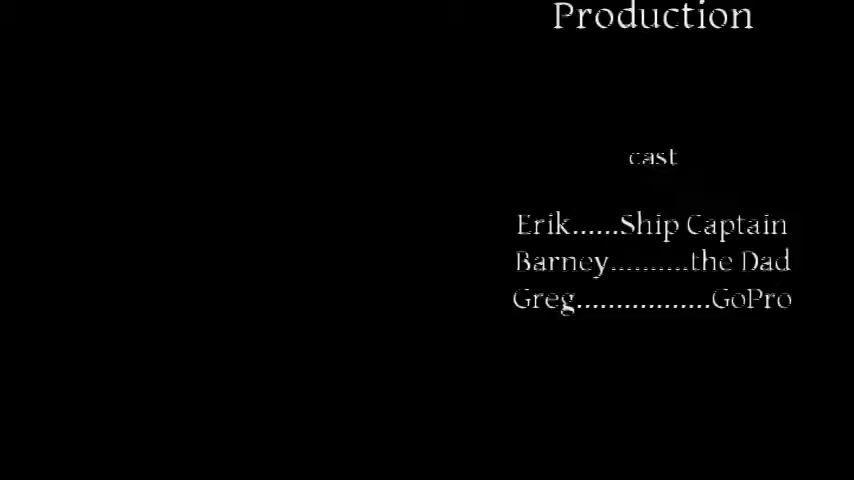 Production
cast
Erik......Ship Captain
Barney..........the Dad
Greg.................GoPro